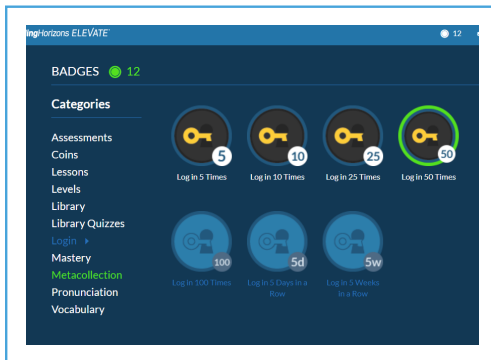 ingHorizons ELEVATE
12
BADGES 12
Categories
Assessments
Coins
Lessons
Levels
Library
Library Quizzes
Login
Mastery
Metacollection
Pronunciation
Vocabulary
5
10
25
50
Log in 5 Times
Log in 10 Times
Log in 25 Times
Log in 50 Times
100
5d
5w
Log In 100 Times
Log In 5 Days in a
Row
Log In 5 Weeks
in a Row